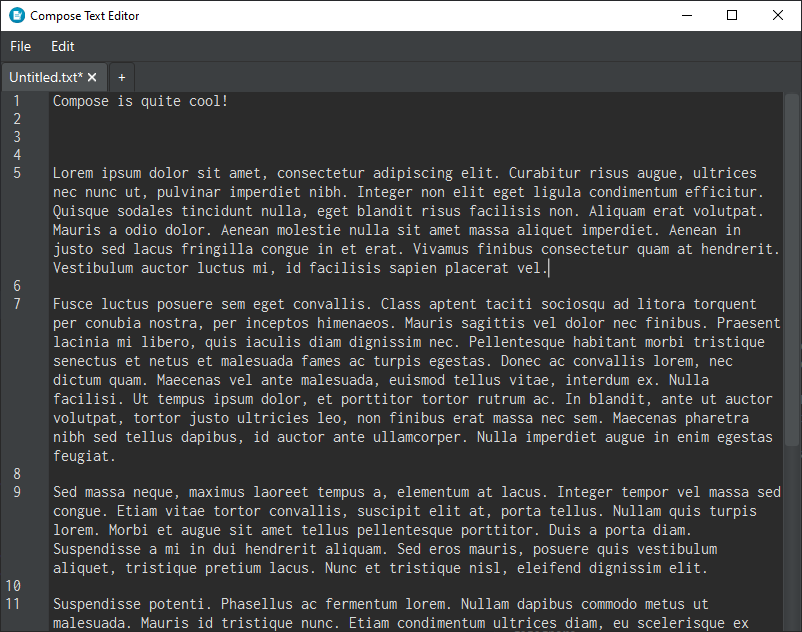 Compose Text Editor
File Edit
Untitled.txt* × +
1 Compose is quite cool!
2
3
4
5 Lorem ipsum dolor sit amet, consectetur adipiscing elit. Curabitur risus augue, ultrices
nec nunc ut, pulvinar imperdiet nibh. Integer non elit eget ligula condimentum efficitur.
Quisque sodales tincidunt nulla, eget blandit risus facilisis non. Aliquam erat volutpat.
Mauris a odio dolor. Aenean molestie nulla sit amet massa aliquet imperdiet. Aenean in
justo sed lacus fringilla congue in et erat. Vivamus finibus consectetur quam at hendrerit.
Vestibulum auctor luctus mi, id facilisis sapien placerat vel.
6
7 Fusce luctus posuere sem eget convallis. Class aptent taciti sociosqu ad litora torquent
per conubia nostra, per inceptos himenaeos. Mauris sagittis vel dolor nec finibus. Praesent
lacinia mi libero, quis iaculis diam dignissim nec. Pellentesque habitant morbi tristique
senectus et netus et malesuada fames ac turpis egestas. Donec ac convallis lorem, nec
dictum quam. Maecenas vel ante malesuada, euismod tellus vitae, interdum ex. Nulla
facilisi. Ut tempus ipsum dolor, et porttitor tortor rutrum ac. In blandit, ante ut auctor
volutpat, tortor justo ultricies leo, non finibus erat massa nec sem. Maecenas pharetra
nibh sed tellus dapibus, id auctor ante ullamcorper. Nulla imperdiet augue in enim egestas
feugiat.
8
9 Sed massa neque, maximus laoreet tempus a, elementum at lacus. Integer tempor vel massa sed
congue. Etiam vitae tortor convallis, suscipit elit at, porta tellus. Nullam quis turpis
lorem. Morbi et augue sit amet tellus pellentesque porttitor. Duis a porta diam.
Suspendisse a mi in dui hendrerit aliquam. Sed eros mauris, posuere quis vestibulum
aliquet, tristique pretium lacus. Nunc et tristique nisl, eleifend dignissim elit.
10
11 Suspendisse potenti. Phasellus ac fermentum lorem. Nullam dapibus commodo metus ut
malesuada. Mauris id tristique nunc. Etiam condimentum ultrices diam, eu scelerisque ex